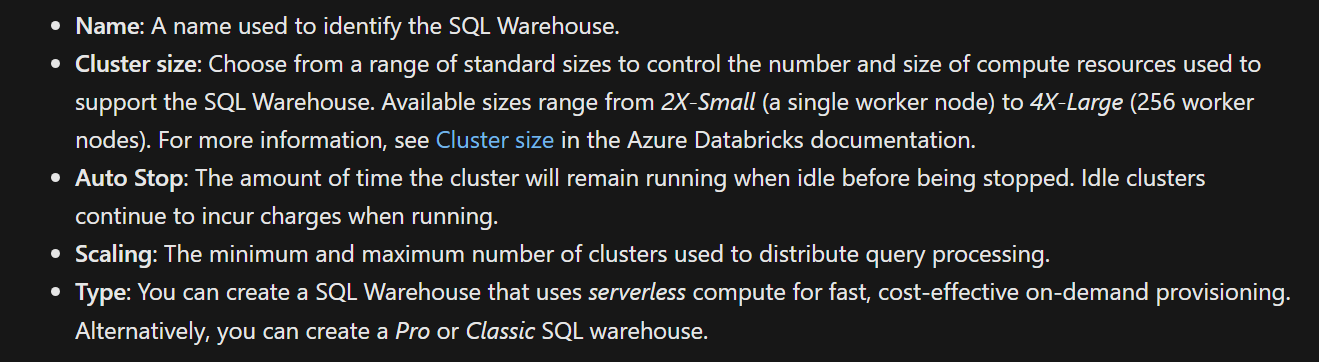 • Name: A name used to identify the SQL Warehouse.
• Cluster size: Choose from a range of standard sizes to control the number and size of compute resources used to
support the SQL Warehouse. Available sizes range from 2X-Small (a single worker node) to 4X-Large (256 worker
nodes). For more information, see Cluster size in the Azure Databricks documentation.
• Auto Stop: The amount of time the cluster will remain running when idle before being stopped. Idle clusters
continue to incur charges when running.
• Scaling: The minimum and maximum number of clusters used to distribute query processing.
• Type: You can create a SQL Warehouse that uses serverless compute for fast, cost-effective on-demand provisioning.
Alternatively, you can create a Pro or Classic SQL warehouse.